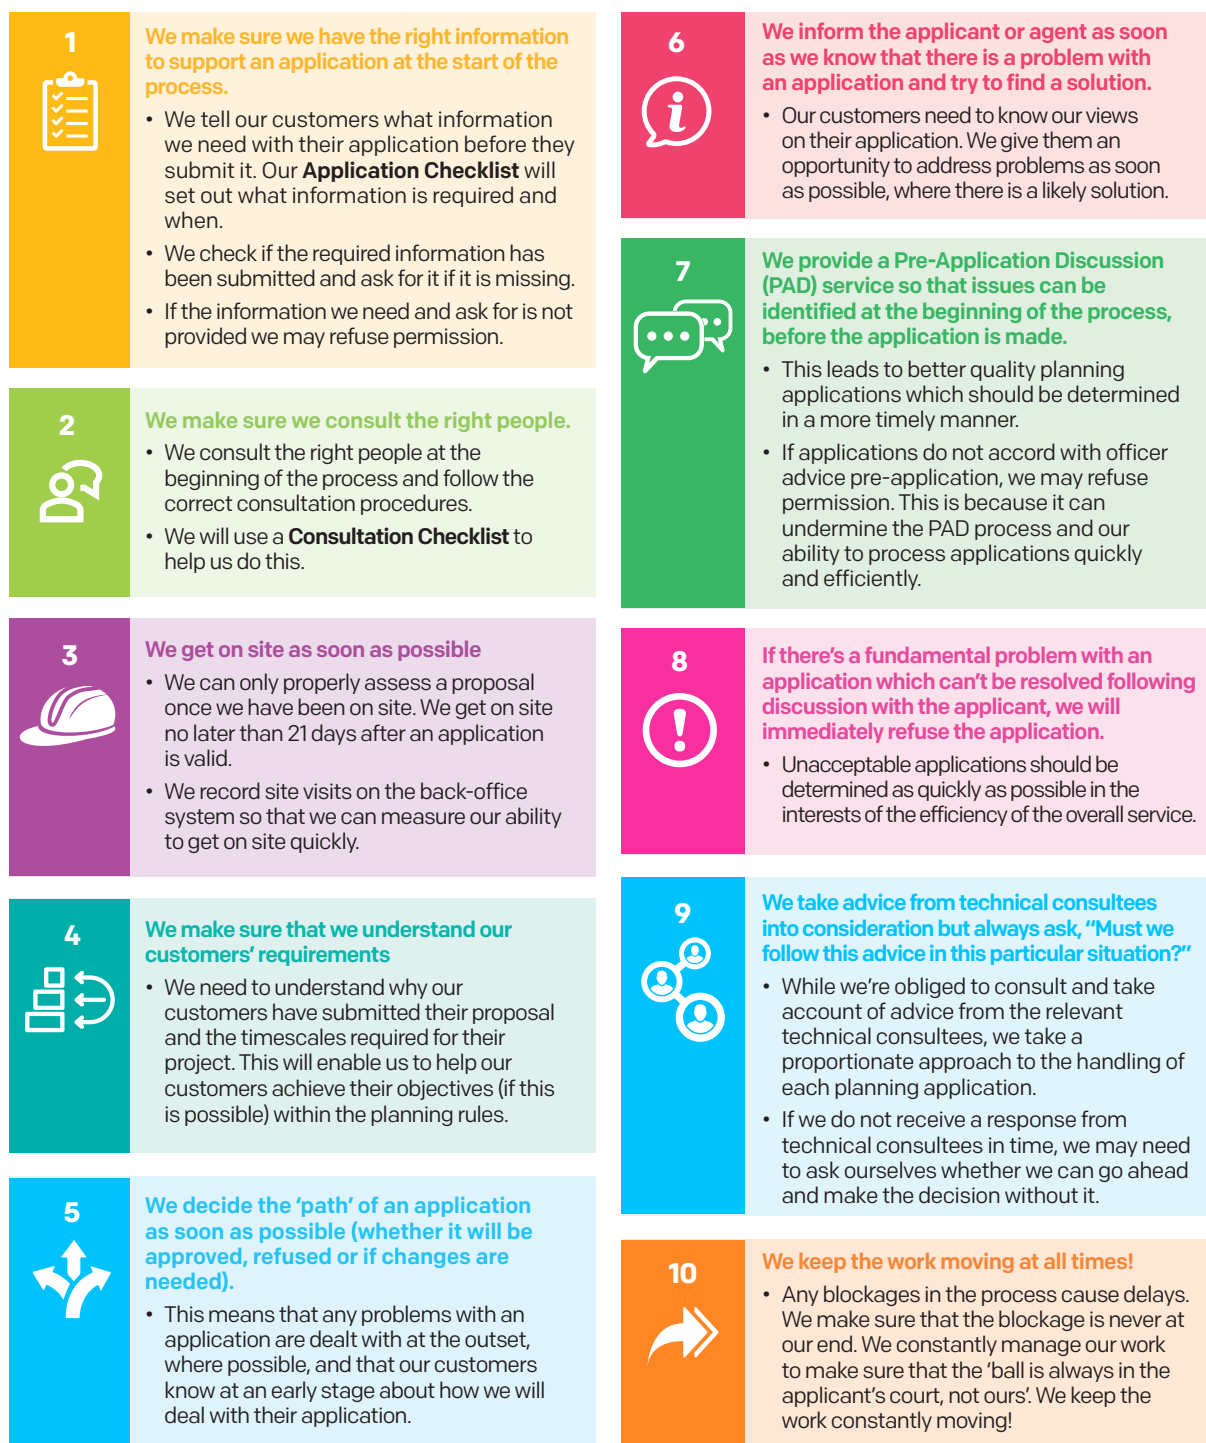 1
We make sure we have the right information
to support an application at the start of the
process.
• We tell our customers what information
we need with their application before they
submit it. Our Application Checklist will
set out what information is required and
when.
• We check if the required information has
been submitted and ask for it if it is missing.
• If the information we need and ask for is not
provided we may refuse permission.
2
We make sure we consult the right people.
• We consult the right people at the
beginning of the process and follow the
correct consultation procedures.
• We will use a Consultation Checklist to
help us do this.
3
We get on site as soon as possible
• We can only properly assess a proposal
once we have been on site. We get on site
no later than 21 days after an application
is valid.
• We record site visits on the back-office
system so that we can measure our ability
to get on site quickly.
4
We make sure that we understand our
customers’ requirements
• We need to understand why our
customers have submitted their proposal
and the timescales required for their
project. This will enable us to help our
customers achieve their objectives (if this
is possible) within the planning rules.
5
We decide the ‘path’ of an application
as soon as possible (whether it will be
approved, refused or if changes are
needed).
• This means that any problems with an
application are dealt with at the outset,
where possible, and that our customers
know at an early stage about how we will
deal with their application.
6
We inform the applicant or agent as soon
as we know that there is a problem with
an application and try to find a solution.
• Our customers need to know our views
on their application. We give them an
opportunity to address problems as soon
as possible, where there is a likely solution.
7
We provide a Pre-Application Discussion
(PAD) service so that issues can be
identified at the beginning of the process,
before the application is made.
• This leads to better quality planning
applications which should be determined
in a more timely manner.
• If applications do not accord with officer
advice pre-application, we may refuse
permission. This is because it can
undermine the PAD process and our
ability to process applications quickly
and efficiently.
8
If there’s a fundamental problem with an
application which can’t be resolved following
discussion with the applicant, we will
immediately refuse the application.
• Unacceptable applications should be
determined as quickly as possible in the
interests of the efficiency of the overall service.
9
We take advice from technical consultees
into consideration but always ask, “Must we
follow this advice in this particular situation?”
• While we’re obliged to consult and take
account of advice from the relevant
technical consultees, we take a
proportionate approach to the handling of
each planning application.
• If we do not receive a response from
technical consultees in time, we may need
to ask ourselves whether we can go ahead
and make the decision without it.
10
We keep the work moving at all times!
• Any blockages in the process cause delays.
We make sure that the blockage is never at
our end. We constantly manage our work
to make sure that the ‘ball is always in the
applicant’s court, not ours’. We keep the
work constantly moving!